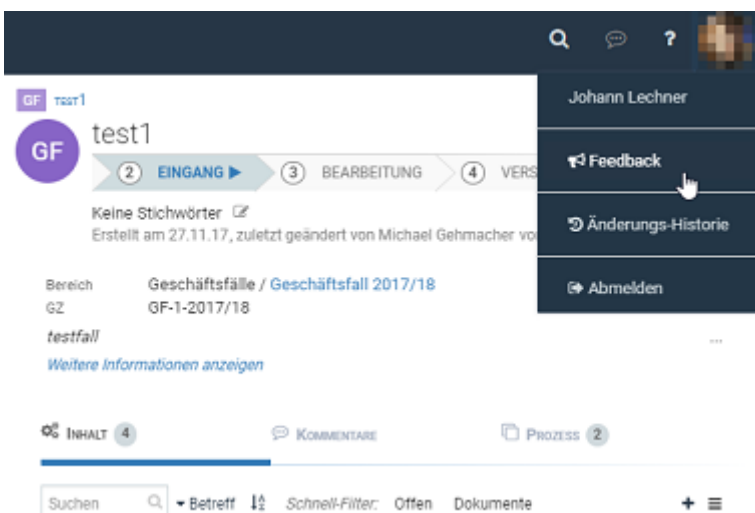 ?
Johann Lechner
Feedback
Änderungs-Historie
Abmelden
GF TEST1
GF
test1
2 EINGANG 3 BEARBEITUNG 4 VERS
Keine Stichwörter
Erstellt am 27.11.17, zuletzt geändert von Michael Gehmacher vo
Bereich Geschäftsfälle / Geschäftsfall 2017/18
GZ GF-1-2017/18
testfall
...
Weitere Informationen anzeigen
INHALT 4 KOMMENTARE PROZESS 2
Suchen Betreff Schnell-Filter: Offen Dokumente